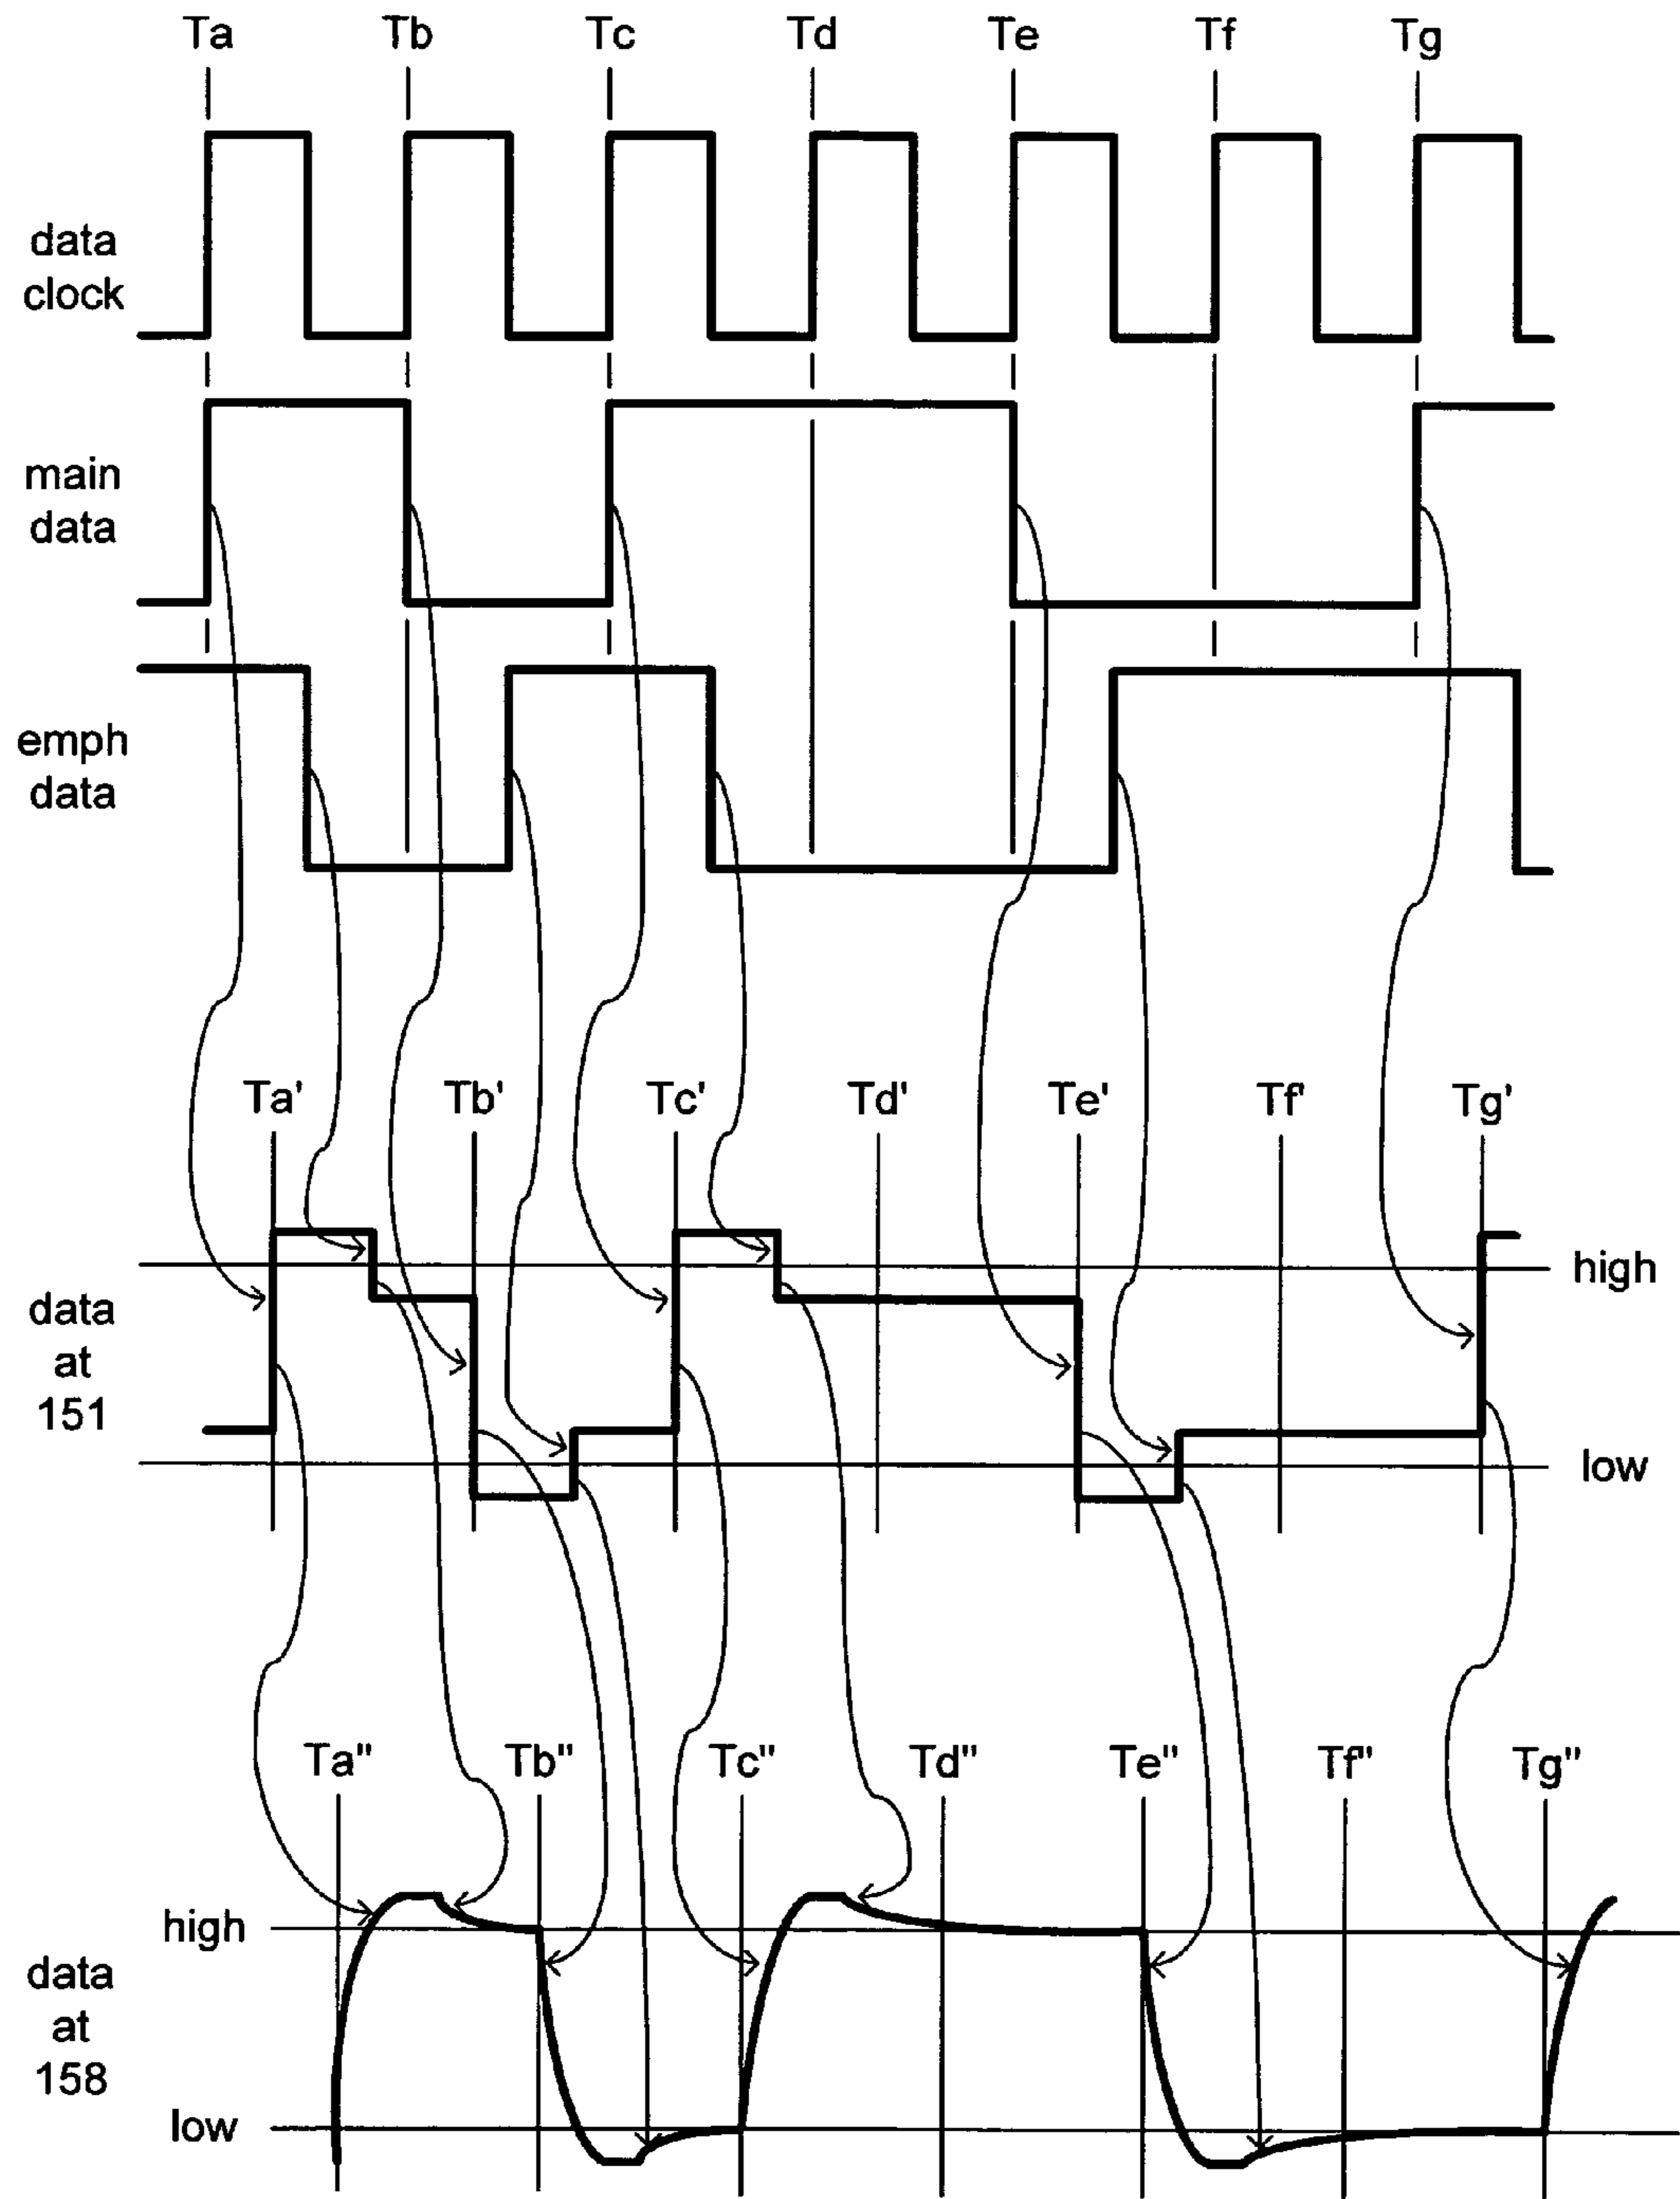 Ta Tb Tc Td Te Tf Tg
data
clock
main
data
emph
data
Ta' Tb' Tc' Td' Te' Tf' Tg'
high
data
at
151
low
Ta" Tb" Tc" Td" Te" Tf" Tg"
high
data
at
158
low